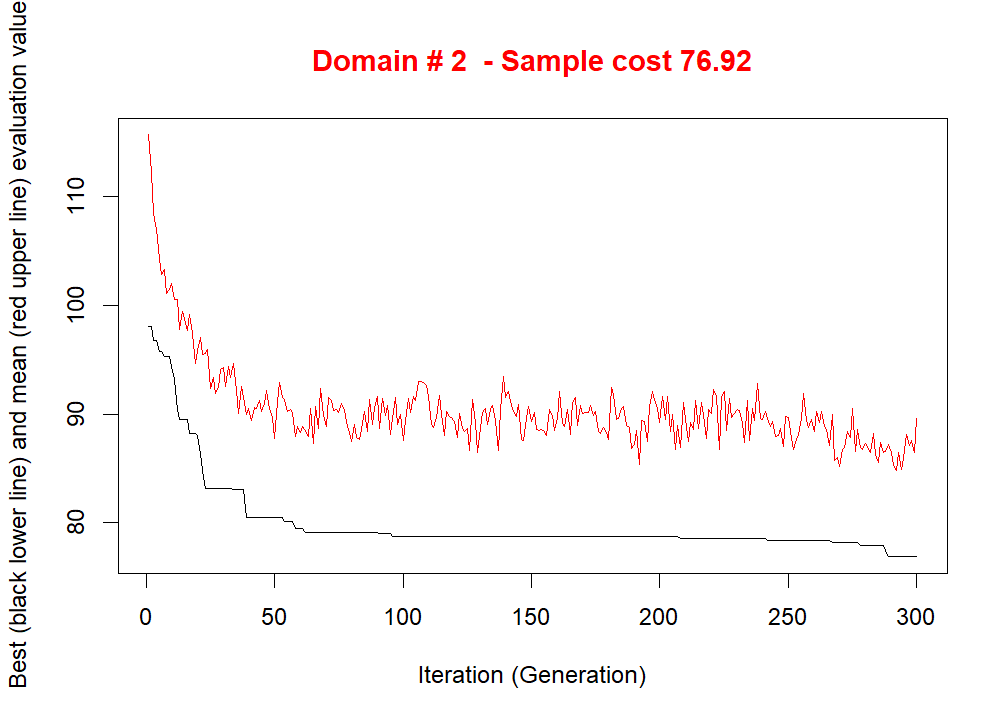 Domain # 2  - Sample cost 76.92
Best (black lower line) and mean (red upper line) evaluation value
110
100
90
80
0 50 100 150 200 250 300
Iteration (Generation)